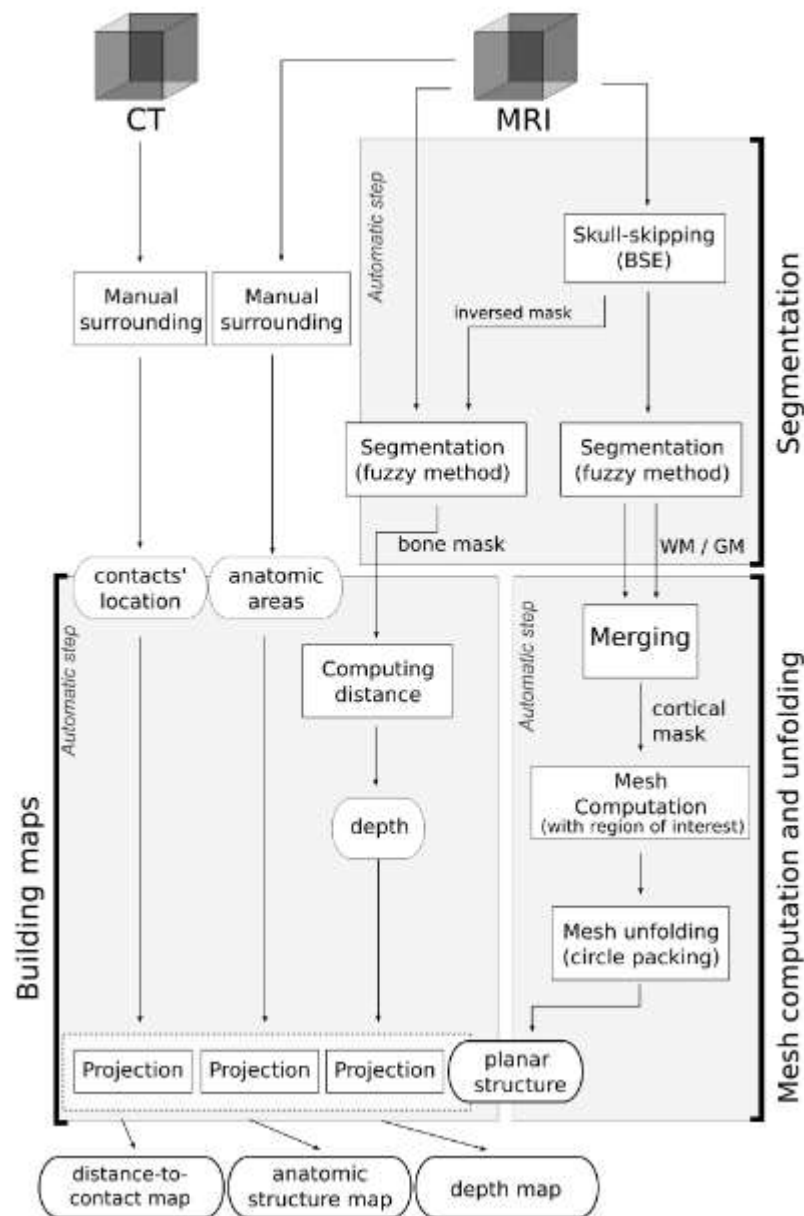 CT
MRI
Automatic step
Skull-skipping
(BSE)
Segmentation
Manual
surrounding
Manual
surrounding
inversed mask
Segmentation
(fuzzy method)
Segmentation
(fuzzy method)
bone mask
WM / GM
contacts'
location
anatomic
areas
Automatic step
Automatic step
Merging
Computing
distance
cortical
mask
Mesh
Computation
(with region of interest)
depth
Building maps
Mesh computation and unfolding
Mesh unfolding
(circle packing)
Projection
Projection
Projection
planar
structure
distance-to-
contact map
anatomic
structure map
depth map